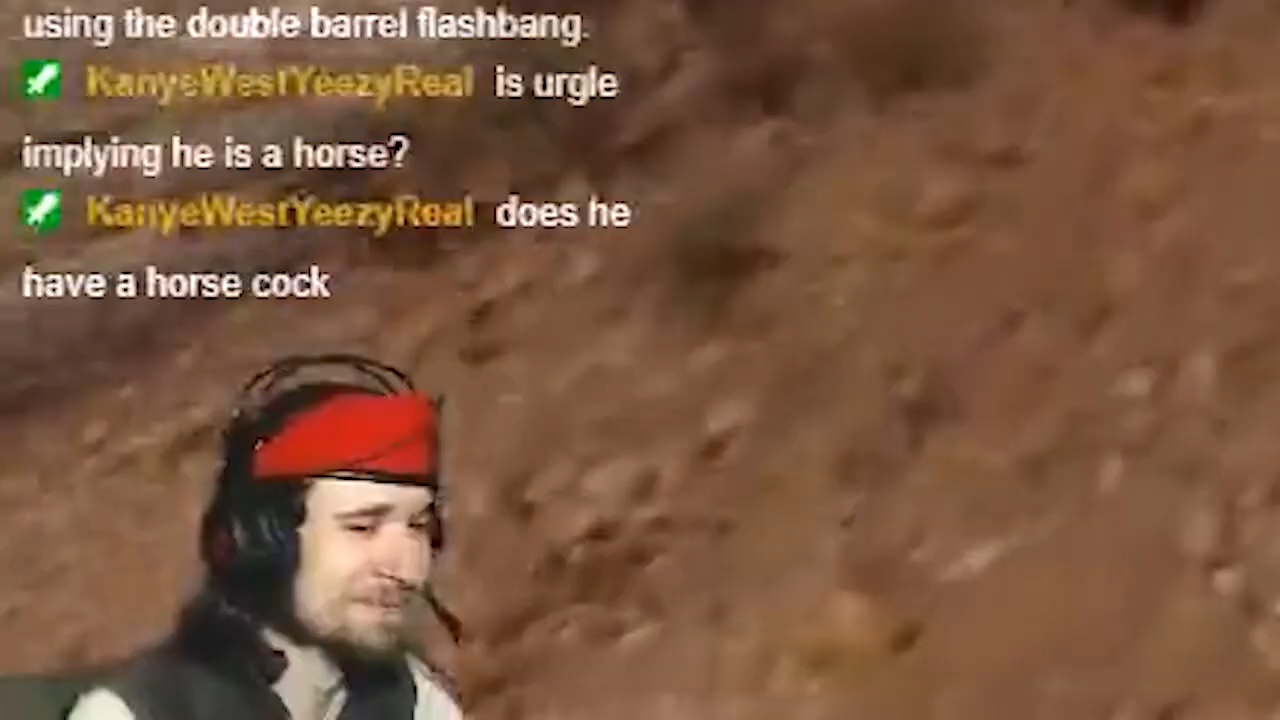 using the double barrel flashbang.
KanyeWestYeezyReal is urgle
implying he is a horse?
KanyeWestYeezyReal does he
have a horse cock